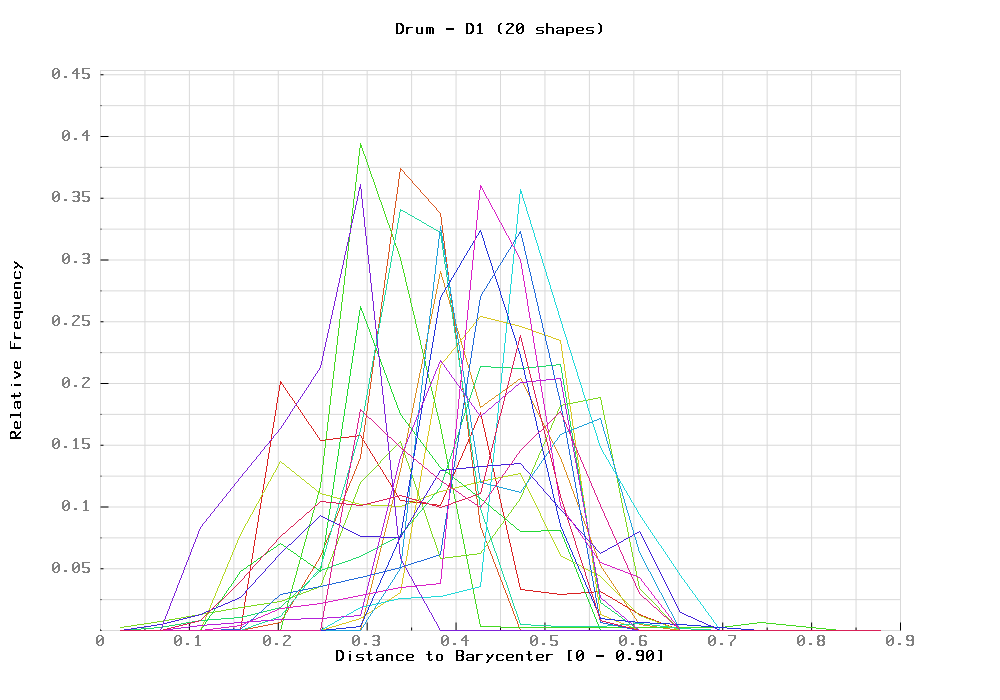 Drum - D1 (20 shapes)
0.45
0.4
0.35
0.3
0.25
0.2
0.15
0.1
0.05
Relative Frequency
0 0.1 0.2 0.3 0.4 0.5 0.6 0.7 0.8 0.9
Distance to Barycenter [0 - 0.90]